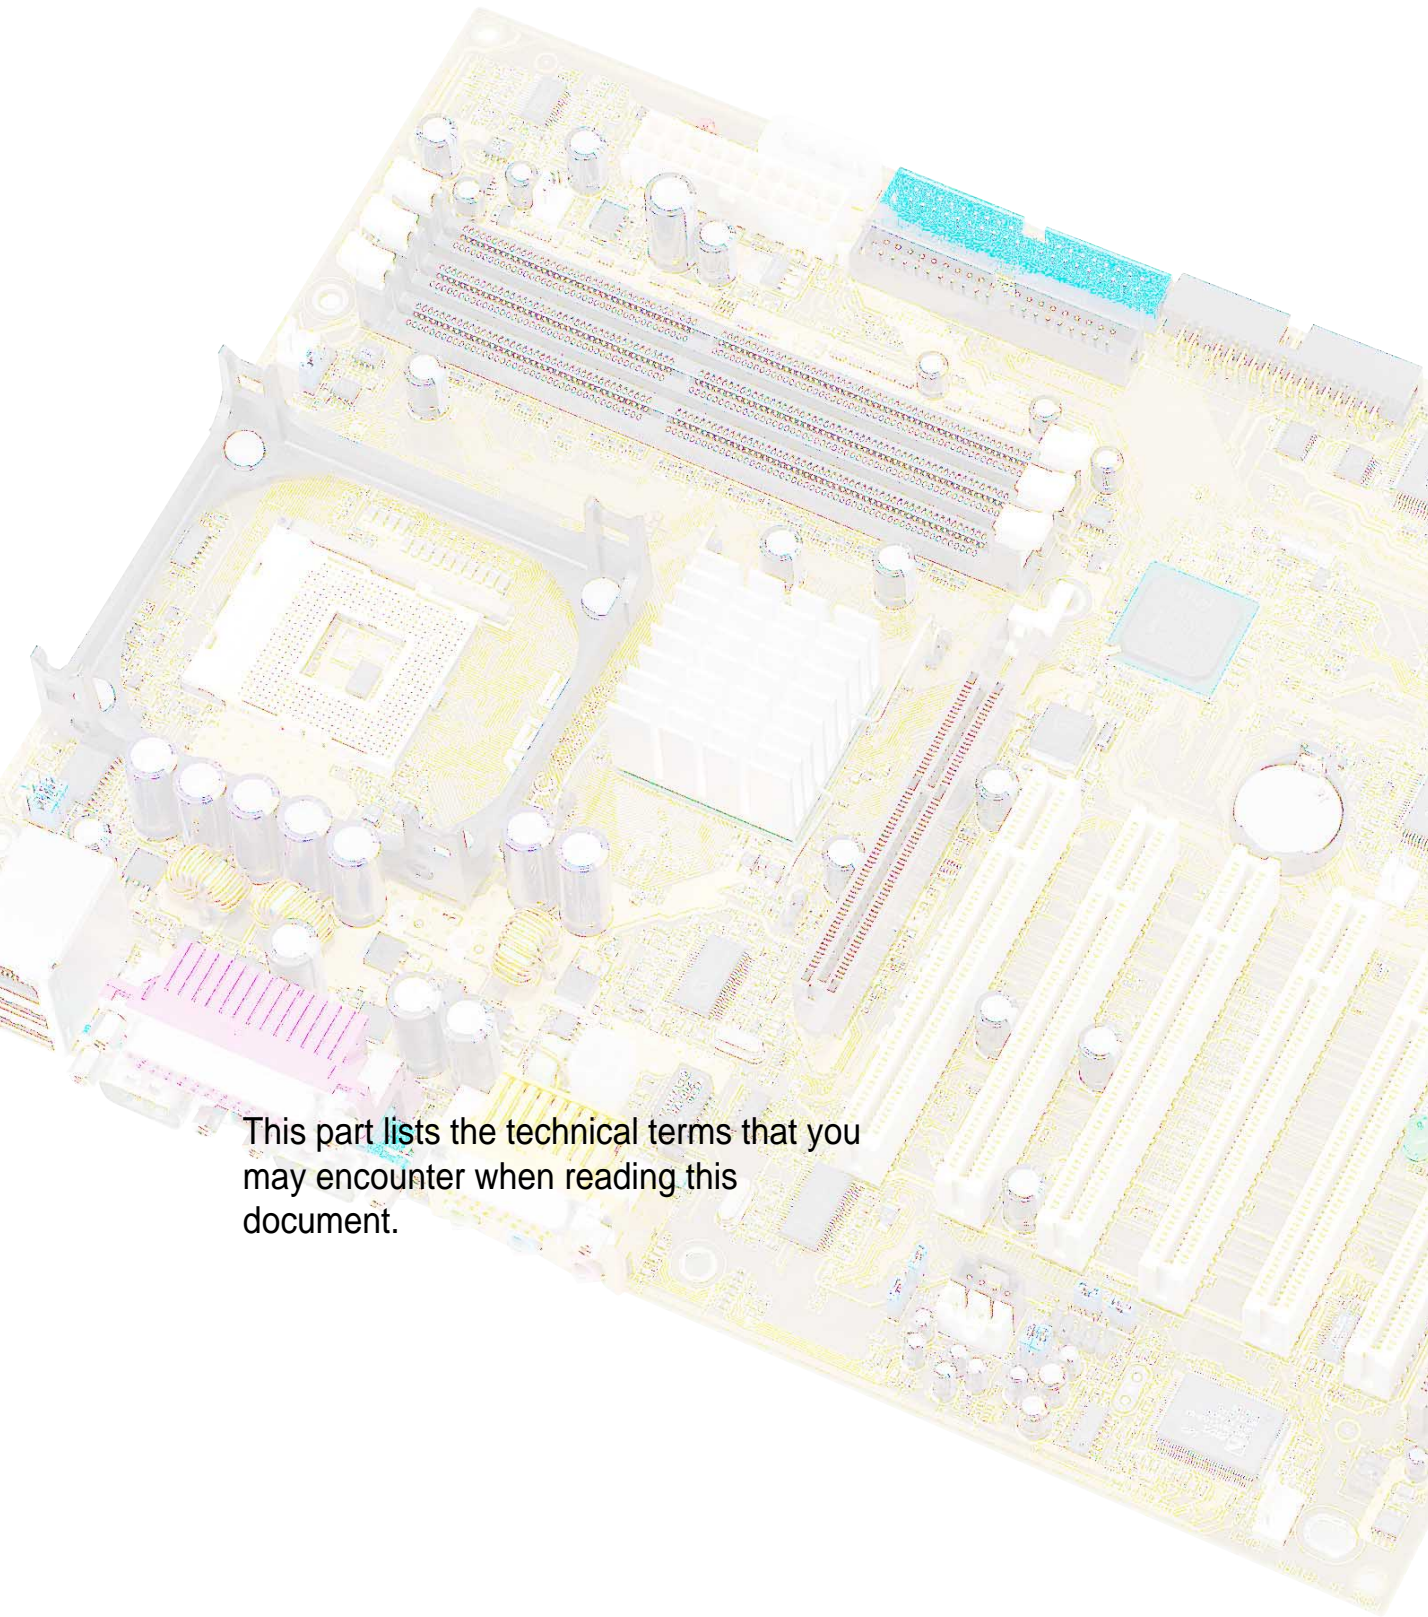 This part lists the technical terms that you
may encounter when reading this
document.